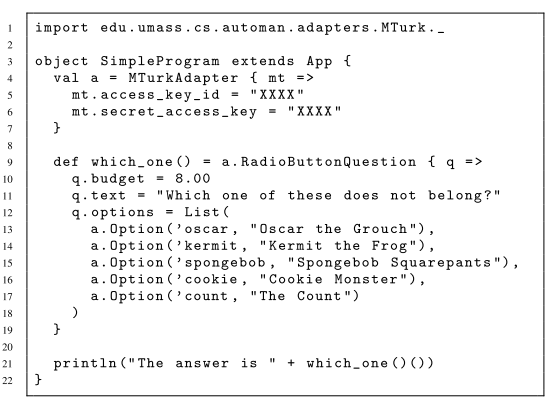 1 import edu.umass.cs.automan.adapters.MTurk._
2
3 object SimpleProgram extends App {
4   val a = MTurkAdapter { mt =>
5     mt.access_key_id = "XXXX"
6     mt.secret_access_key = "XXXX"
7   }
8
9   def which_one() = a.RadioButtonQuestion { q =>
10     q.budget = 8.00
11     q.text = "Which one of these does not belong?"
12     q.options = List(
13       a.Option('oscar, "Oscar the Grouch"),
14       a.Option('kermit, "Kermit the Frog"),
15       a.Option('spongebob, "Spongebob Squarepants"),
16       a.Option('cookie, "Cookie Monster"),
17       a.Option('count, "The Count")
18     )
19   }
20
21   println("The answer is " + which_one()())
22 }